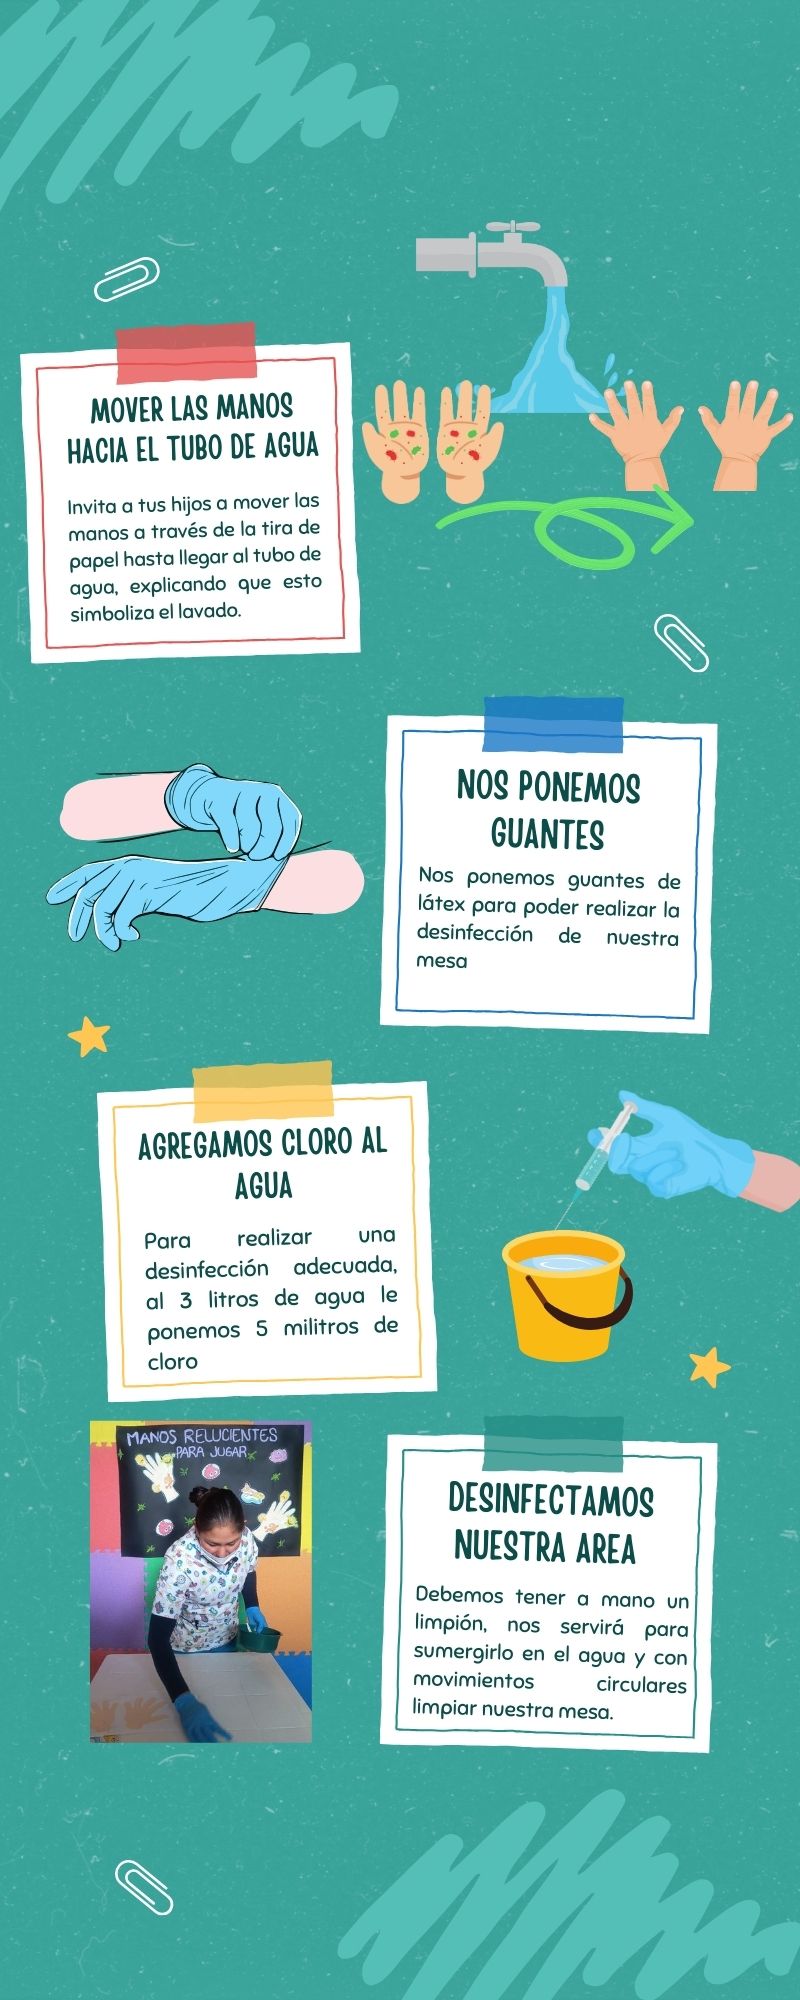 MOVER LAS MANOS
HACIA EL TUBO DE AGUA
Invita a tus hijos a mover las
manos a través de la tira de
papel hasta llegar al tubo de
agua, explicando que esto
simboliza el lavado.
NOS PONEMOS
GUANTES
Nos ponemos guantes de
látex para poder realizar la
desinfección de nuestra
mesa
AGREGAMOS CLORO AL
AGUA
Para realizar una
desinfección adecuada,
al 3 litros de agua le
ponemos 5 militros de
cloro
MANOS RELUCIENTES
PARA JUGAR
DESINFECTAMOS
NUESTRA AREA
Debemos tener a mano un
limpión, nos servirá para
sumergirlo en el agua y con
movimientos circulares
limpiar nuestra mesa.